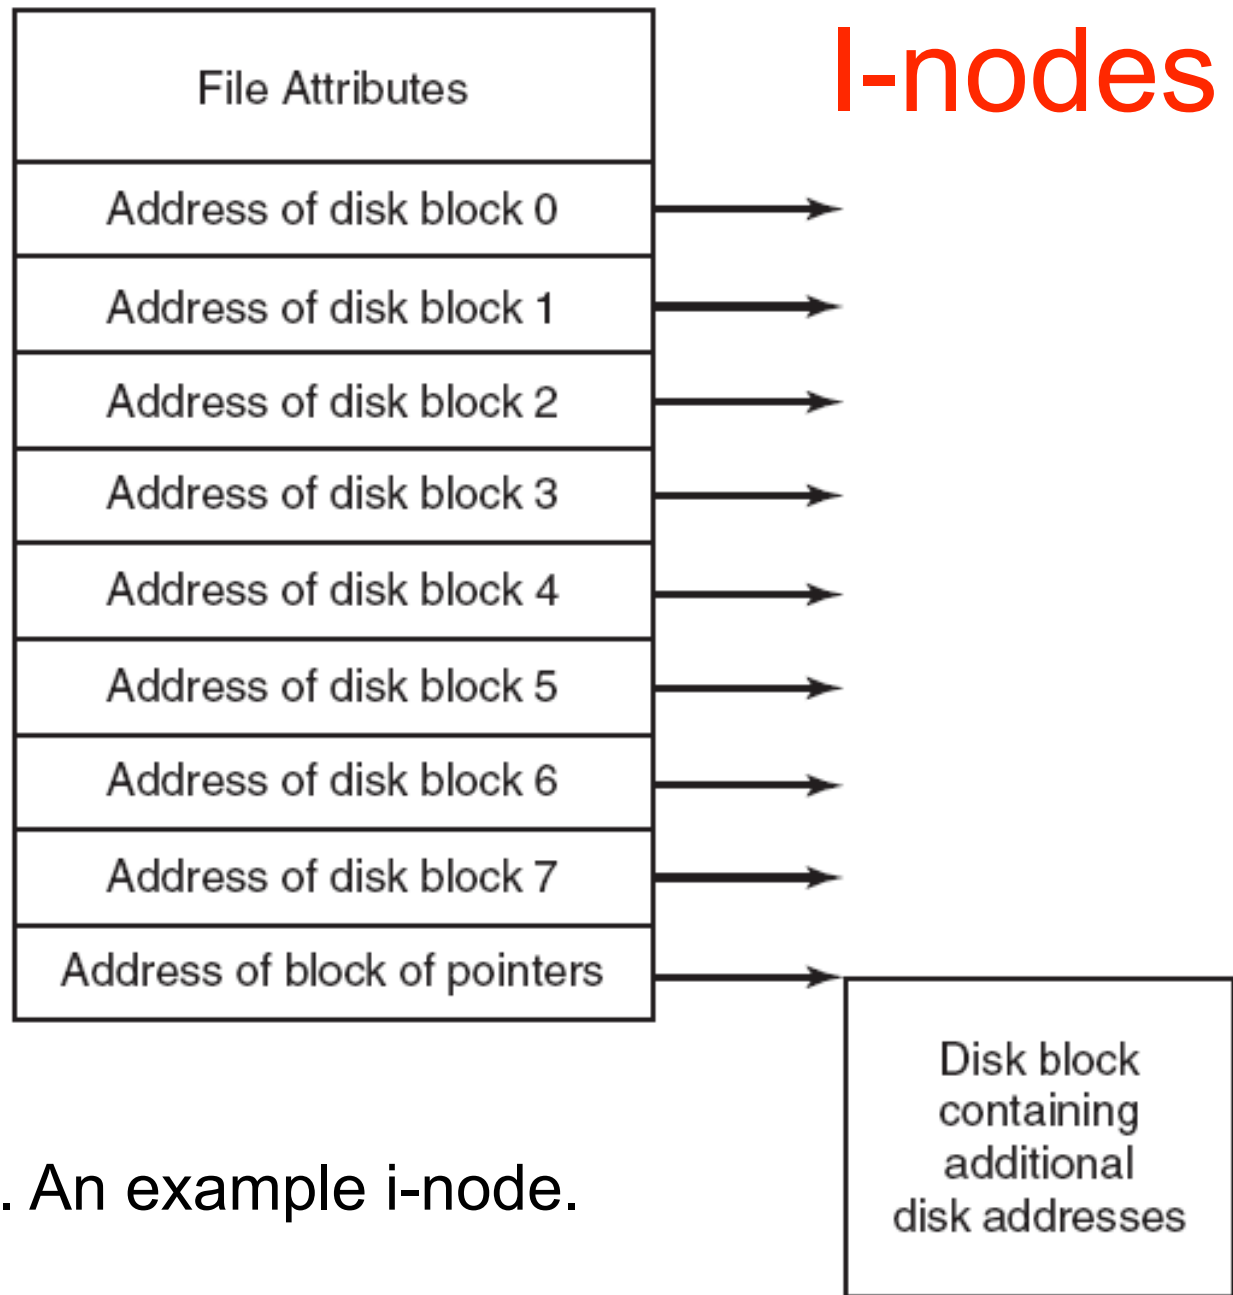 I-nodes
File Attributes
Address of disk block 0
Address of disk block 1
Address of disk block 2
Address of disk block 3
Address of disk block 4
Address of disk block 5
Address of disk block 6
Address of disk block 7
Address of block of pointers
Disk block
containing
additional
disk addresses
. An example i-node.